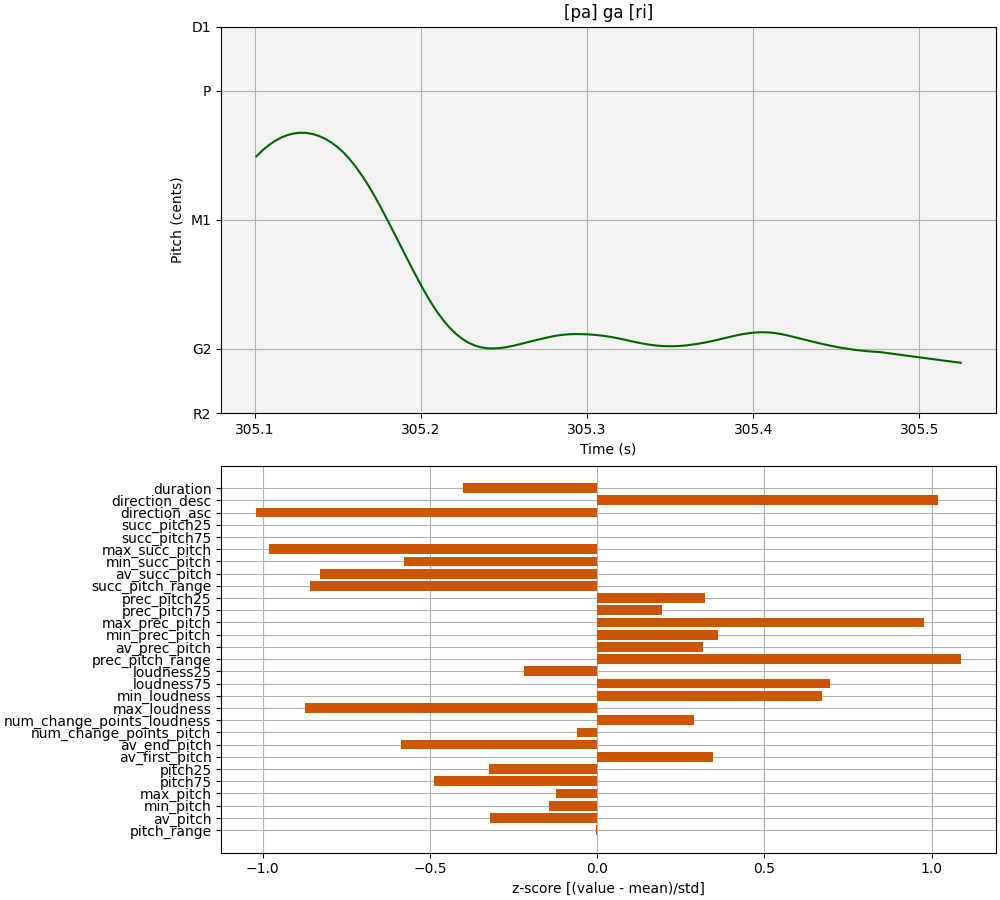 [pa] ga [ri]
D1
P
M1
G2
R2
Pitch (cents)
305.1 305.2 305.3 305.4 305.5
Time (s)
duration
direction_desc
direction_asc
succ_pitch25
succ_pitch75
max_succ_pitch
min_succ_pitch
av_succ_pitch
succ_pitch_range
prec_pitch25
prec_pitch75
max_prec_pitch
min_prec_pitch
av_prec_pitch
prec_pitch_range
loudness25
loudness75
min_loudness
max_loudness
num_change_points_loudness
num_change_points_pitch
av_end_pitch
av_first_pitch
pitch25
pitch75
max_pitch
min_pitch
av_pitch
pitch_range
−1.0 −0.5 0.0 0.5 1.0
z-score [(value - mean)/std]